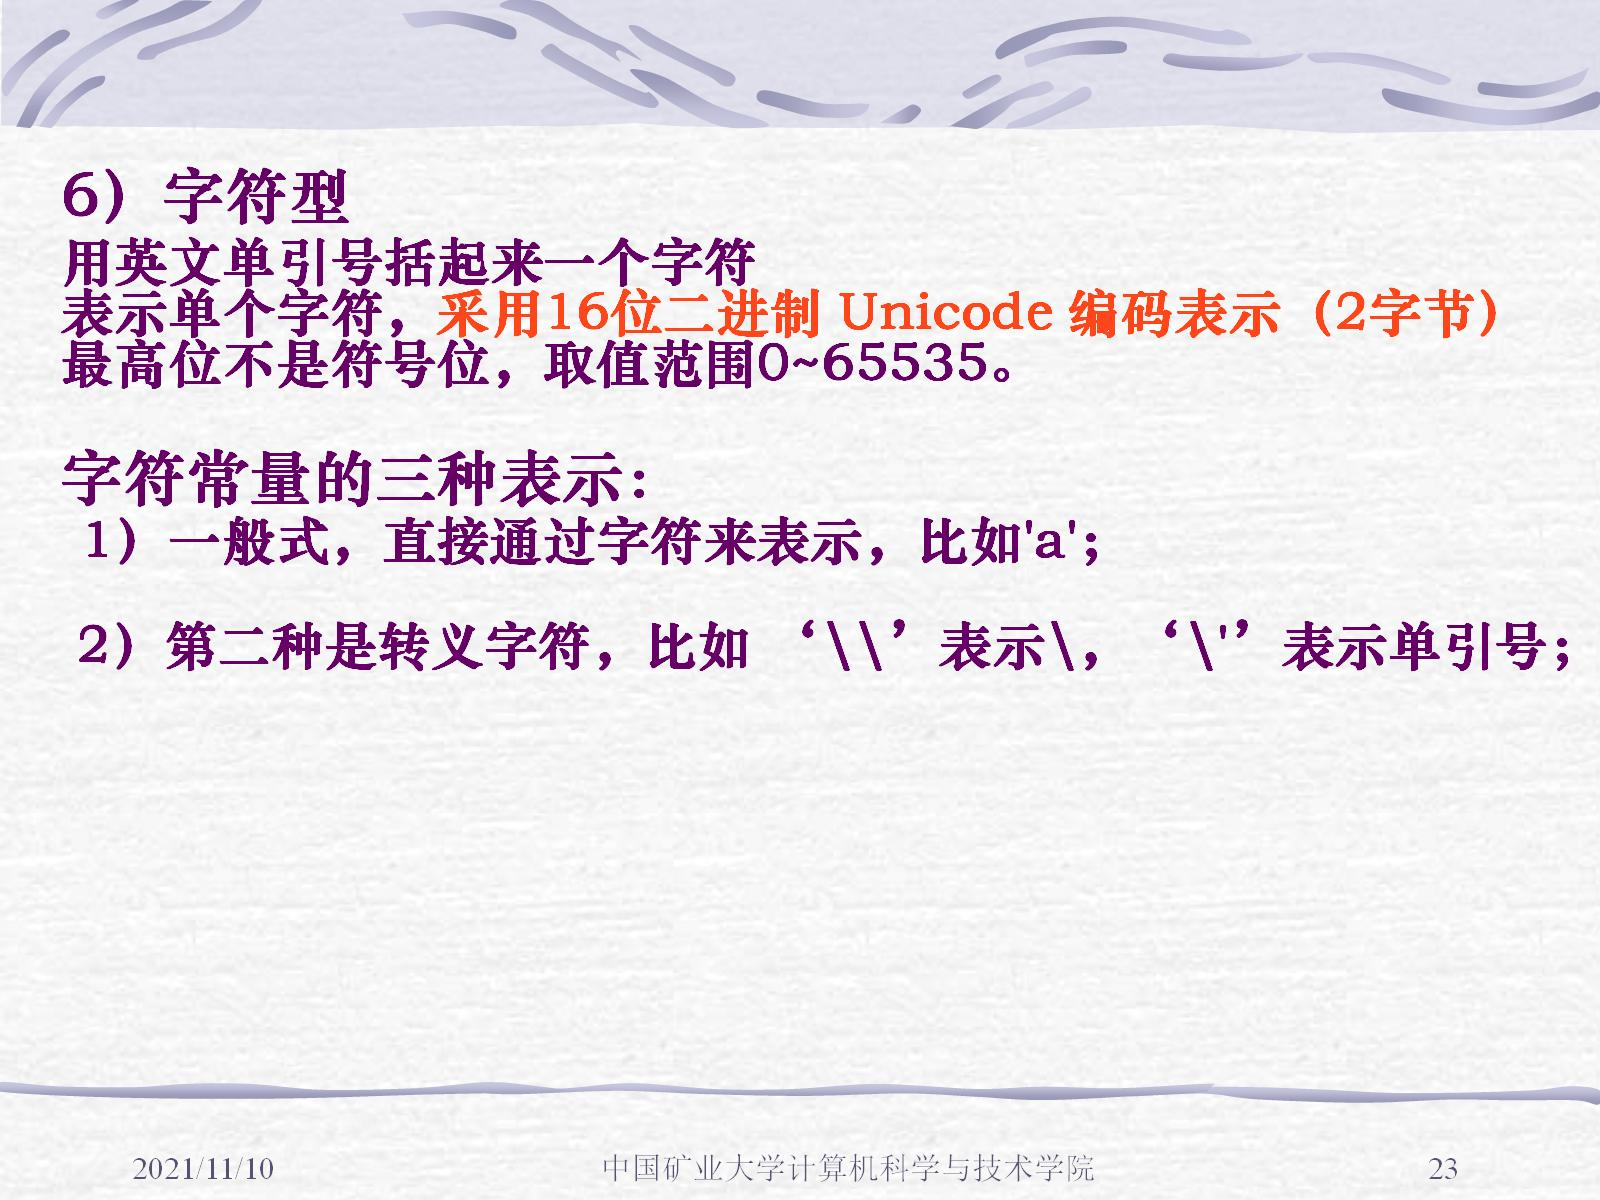 6）字符型
用英文单引号括起来一个字符
表示单个字符，采用16位二进制 Unicode 编码表示（2字节）
最高位不是符号位，取值范围0~65535。
字符常量的三种表示：
1）一般式，直接通过字符来表示，比如'a'；
2）第二种是转义字符，比如 ‘\\’表示\，‘\'’表示单引号；
2021/11/10 中国矿业大学计算机科学与技术学院 23